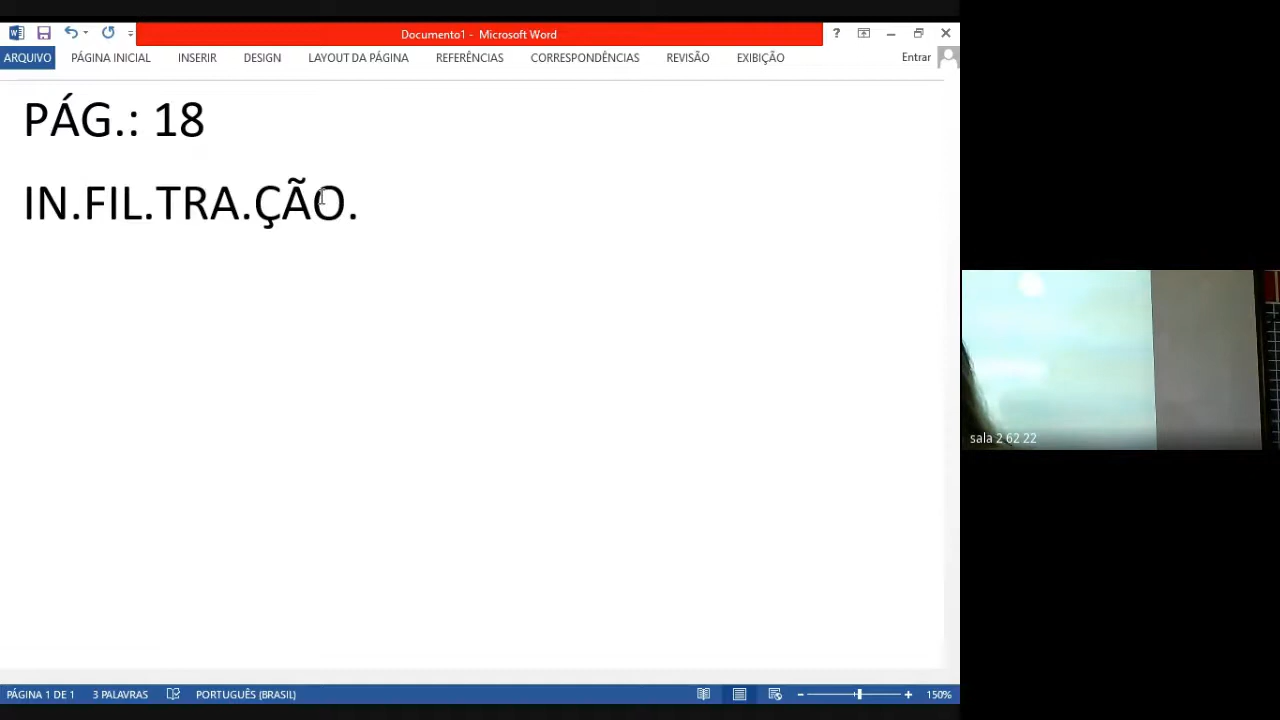 Documento1 - Microsoft Word
?
ARQUIVO PÁGINA INICIAL INSERIR DESIGN LAYOUT DA PÁGINA REFERÊNCIAS CORRESPONDÊNCIAS REVISÃO EXIBIÇÃO Entrar
PÁG.: 18
IN.FIL.TRA.ÇÃO.
sala 2 62 22
PÁGINA 1 DE 1 3 PALAVRAS PORTUGUÊS (BRASIL) 150%